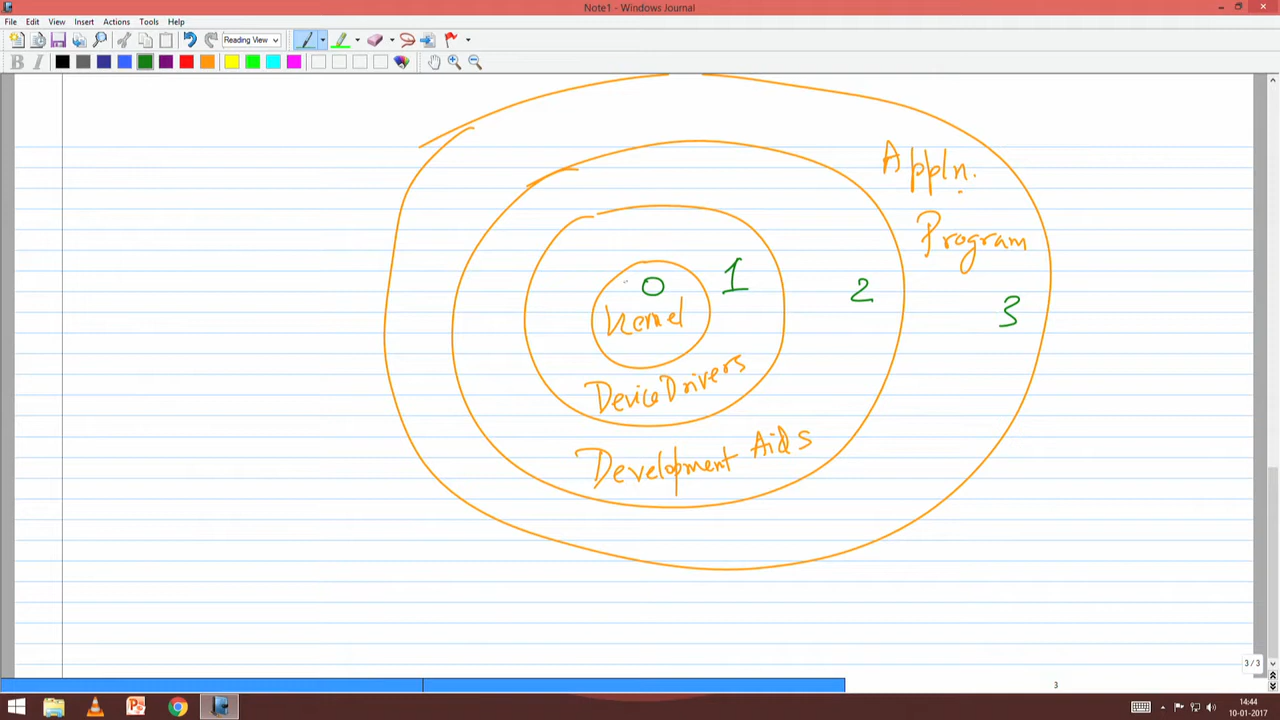 Note1 - Windows Journal
File Edit View Insert Actions Tools Help
Reading View
B I
Appln.
Program
0 1 2 3
Kernel
Device Drivers
Development Aids
3 / 3
3
14:44
10-01-2017